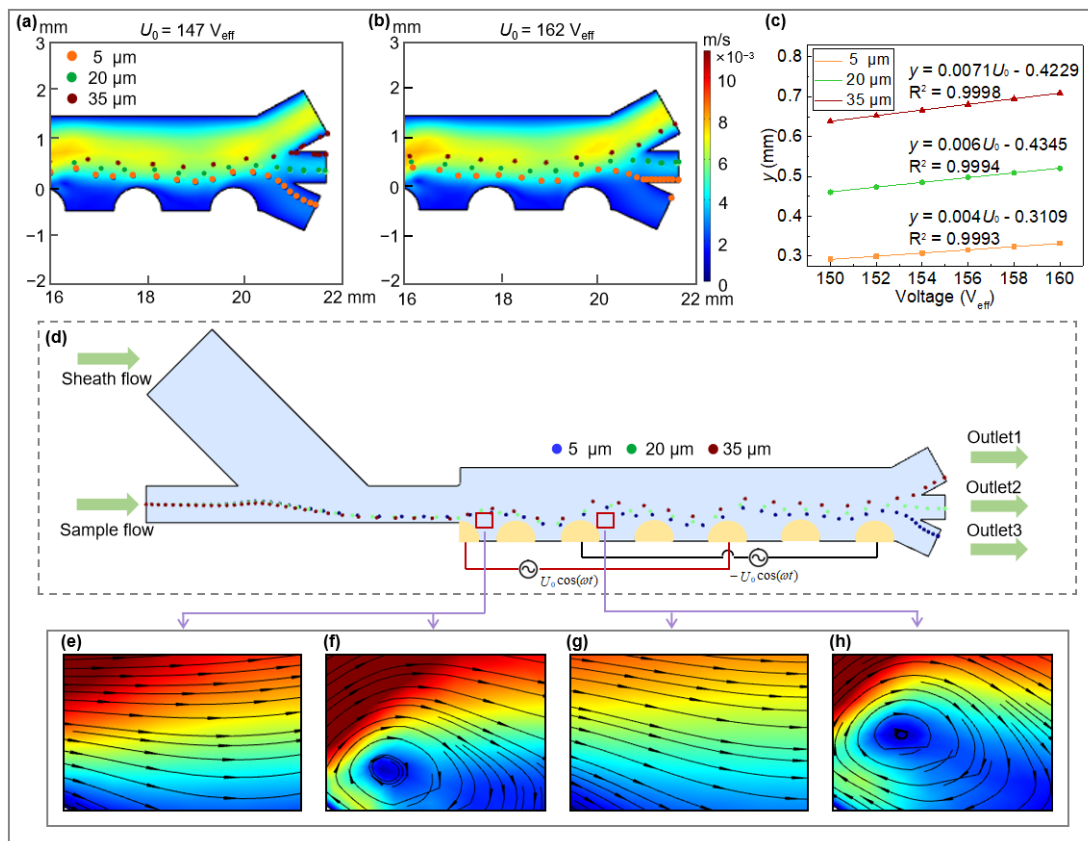 (a)
mm
U₀ = 147 V_eff
3
2
1
0
−1
−2
16
18
20
22 mm
5 μm
20 μm
35 μm
(b)
2 mm
U₀ = 162 V_eff
3
2
1
0
−1
−2
16
18
20
22 mm
m/s
×10⁻³
10
8
6
4
2
0
(c)
0.8
0.7
0.6
0.5
0.4
0.3
y (mm)
5 μm
20 μm
35 μm
y = 0.0071U₀ - 0.4229
R² = 0.9998
y = 0.006U₀ - 0.4345
R² = 0.9994
y = 0.004U₀ - 0.3109
R² = 0.9993
150 152 154 156 158 160
Voltage (V_eff)
(d)
Sheath flow
Sample flow
5 μm 20 μm 35 μm
Outlet1
Outlet2
Outlet3
U₀ cos(ωt)
−U₀ cos(ωt)
(e)
(f)
(g)
(h)